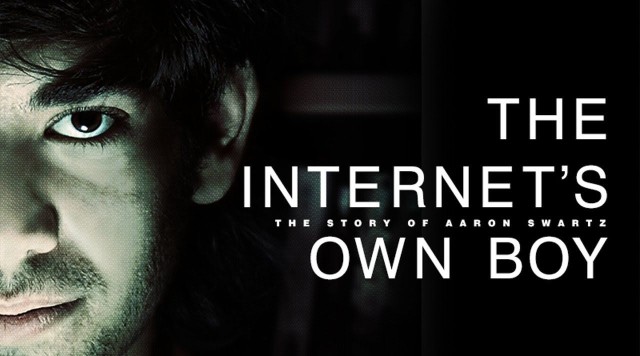 THE
INTERNET'S
THE STORY OF AARON SWARTZ
OWN BOY